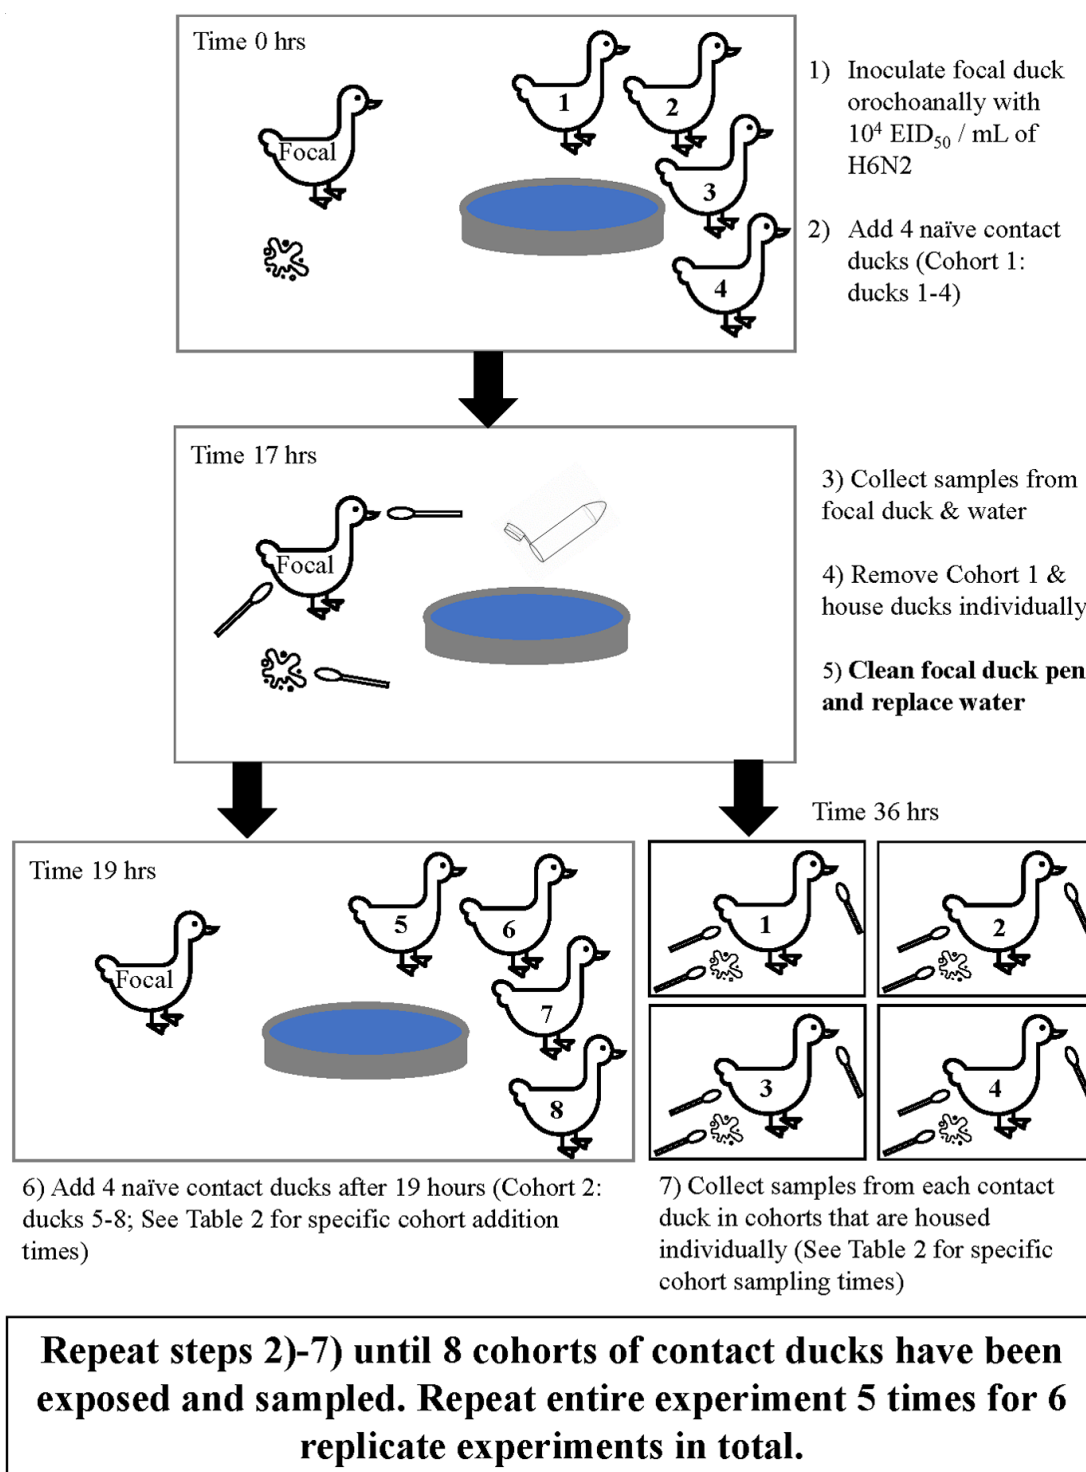 Time 0 hrs
Focal
1
2
3
4
1) Inoculate focal duck
orochoanally with
10⁴ EID₅₀ / mL of
H6N2
2) Add 4 naïve contact
ducks (Cohort 1:
ducks 1-4)
Time 17 hrs
Focal
3) Collect samples from
focal duck & water
4) Remove Cohort 1 &
house ducks individually
5) Clean focal duck pen
and replace water
Time 19 hrs
Focal
5
6
7
8
Time 36 hrs
1
2
3
4
6) Add 4 naïve contact ducks after 19 hours (Cohort 2:
ducks 5-8; See Table 2 for specific cohort addition
times)
7) Collect samples from each contact
duck in cohorts that are housed
individually (See Table 2 for specific
cohort sampling times)
Repeat steps 2)-7) until 8 cohorts of contact ducks have been
exposed and sampled. Repeat entire experiment 5 times for 6
replicate experiments in total.